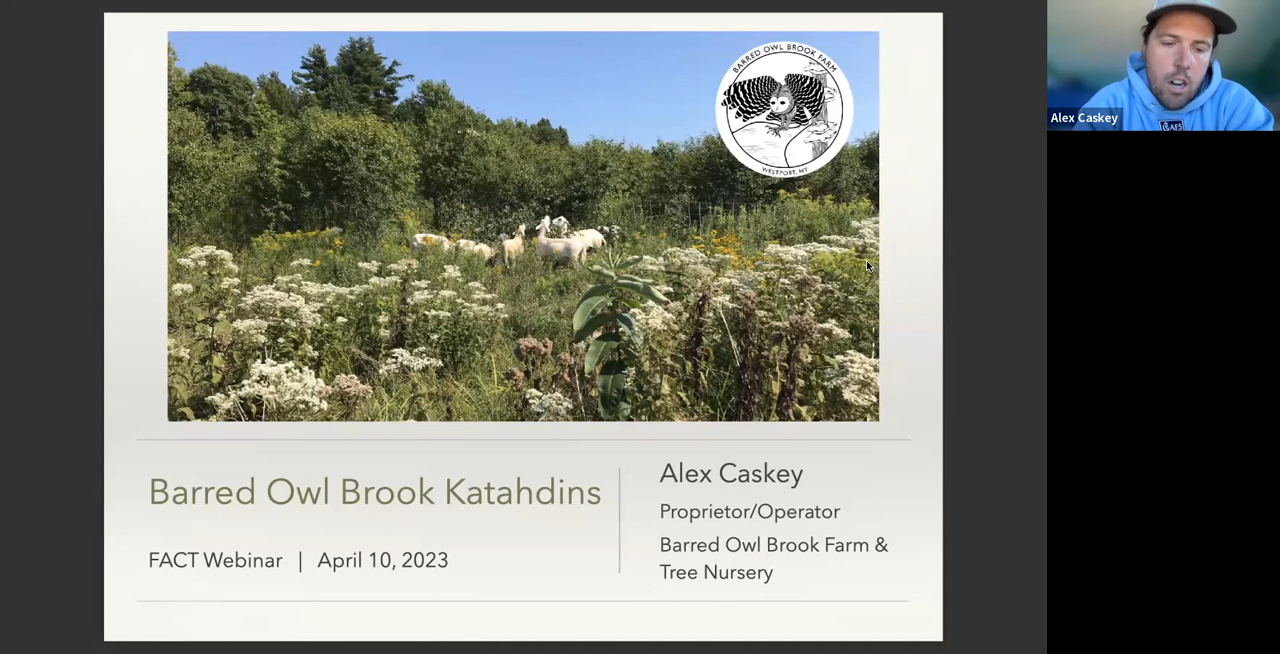 BARRED OWL BROOK FARM
WESTPORT, NY
Alex Caskey
LEAFS
Barred Owl Brook Katahdins
FACT Webinar | April 10, 2023
Alex Caskey
Proprietor/Operator
Barred Owl Brook Farm &
Tree Nursery